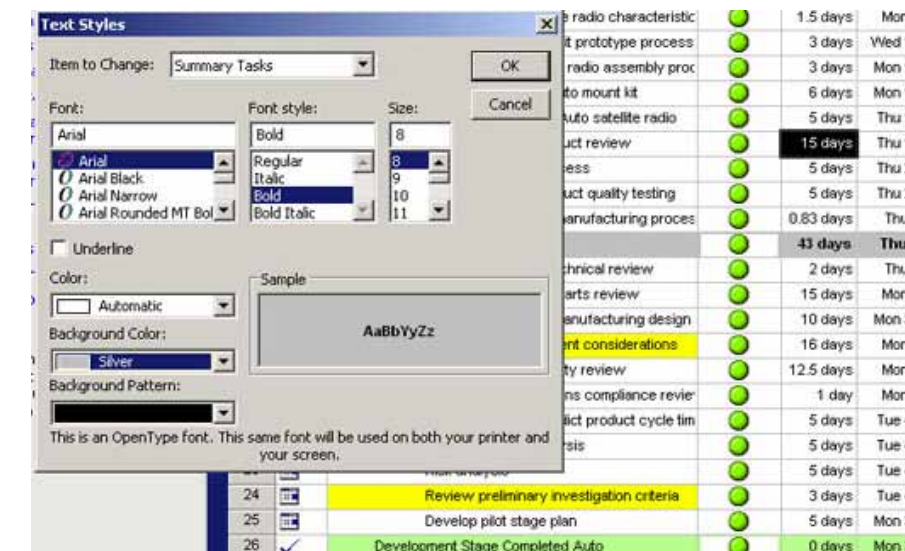 Text Styles
Item to Change: Summary Tasks
OK
Cancel
Font: Font style: Size:
Arial Bold 8
Arial Regular 8
Arial Black Italic 9
Arial Narrow Bold 10
Arial Rounded MT Bol Bold Italic 11
Underline
Color: Sample
Automatic
AaBbYyZz
Background Color:
Silver
Background Pattern:
This is an OpenType font. This same font will be used on both your printer and
your screen.
radio characteristic 1.5 days Mon
it prototype process 3 days Wed
radio assembly proc 3 days Mon
to mount kit 6 days Mon
uto satellite radio 5 days Thu
uct review 15 days Thu
ess 5 days Thu
uct quality testing 5 days Thu
anufacturing proces 0.83 days Thu
43 days Thu
chnical review 2 days Thu
arts review 15 days Mon
anufacturing design 10 days Mon
ent considerations 16 days Mon
ty review 12.5 days Mon
ns compliance revie 1 day Mon
dict product cycle tim 5 days Tue
sis 5 days Tue
5 days Tue
24 Review preliminary investigation criteria 3 days Tue
25 Develop pilot stage plan 5 days Mon
26 Development Stage Completed Auto 0 days Mon